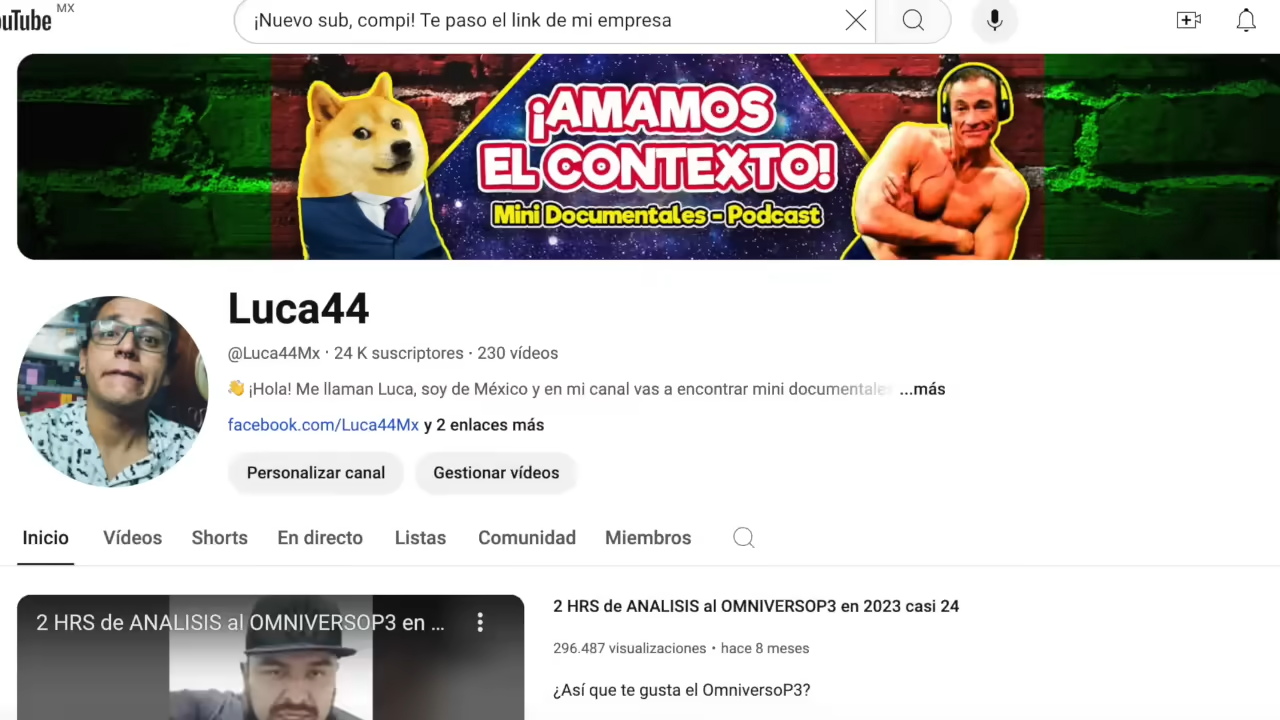 uTube MX
¡Nuevo sub, compi! Te paso el link de mi empresa
¡AMAMOS
EL CONTEXTO!
Mini Documentales - Podcast
Luca44
@Luca44Mx · 24 K suscriptores · 230 vídeos
👋 ¡Hola! Me llaman Luca, soy de México y en mi canal vas a encontrar mini documentales ...más
facebook.com/Luca44Mx y 2 enlaces más
Personalizar canal Gestionar vídeos
Inicio Vídeos Shorts En directo Listas Comunidad Miembros
2 HRS de ANALISIS al OMNIVERSOP3 en ...
2 HRS de ANALISIS al OMNIVERSOP3 en 2023 casi 24
296.487 visualizaciones • hace 8 meses
¿Así que te gusta el OmniversoP3?